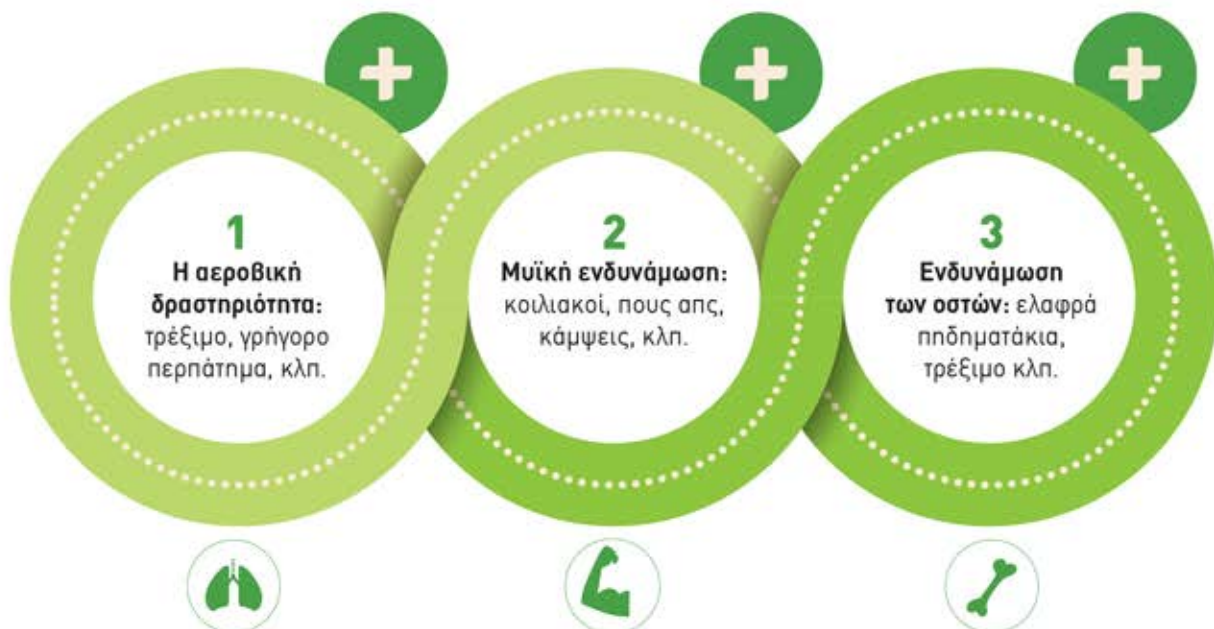 1
Η αεροβική
δραστηριότητα:
τρέξιμο, γρήγορο
περπάτημα, κλπ.
2
Μυϊκή ενδυνάμωση:
κοιλιακοί, πους απς,
κάμψεις, κλπ.
3
Ενδυνάμωση
των οστών: ελαφρά
πηδηματάκια,
τρέξιμο κλπ.